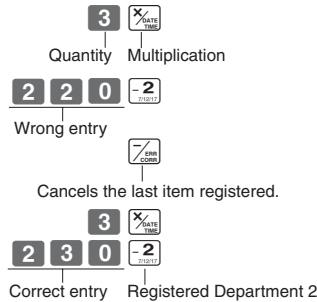 3 ×/DATE TIME
Quantity Multiplication
2 2 0 -2 7/12/17
Wrong entry
−/ERR CORR
Cancels the last item registered.
3 ×/DATE TIME
2 3 0 -2 7/12/17
Correct entry Registered Department 2